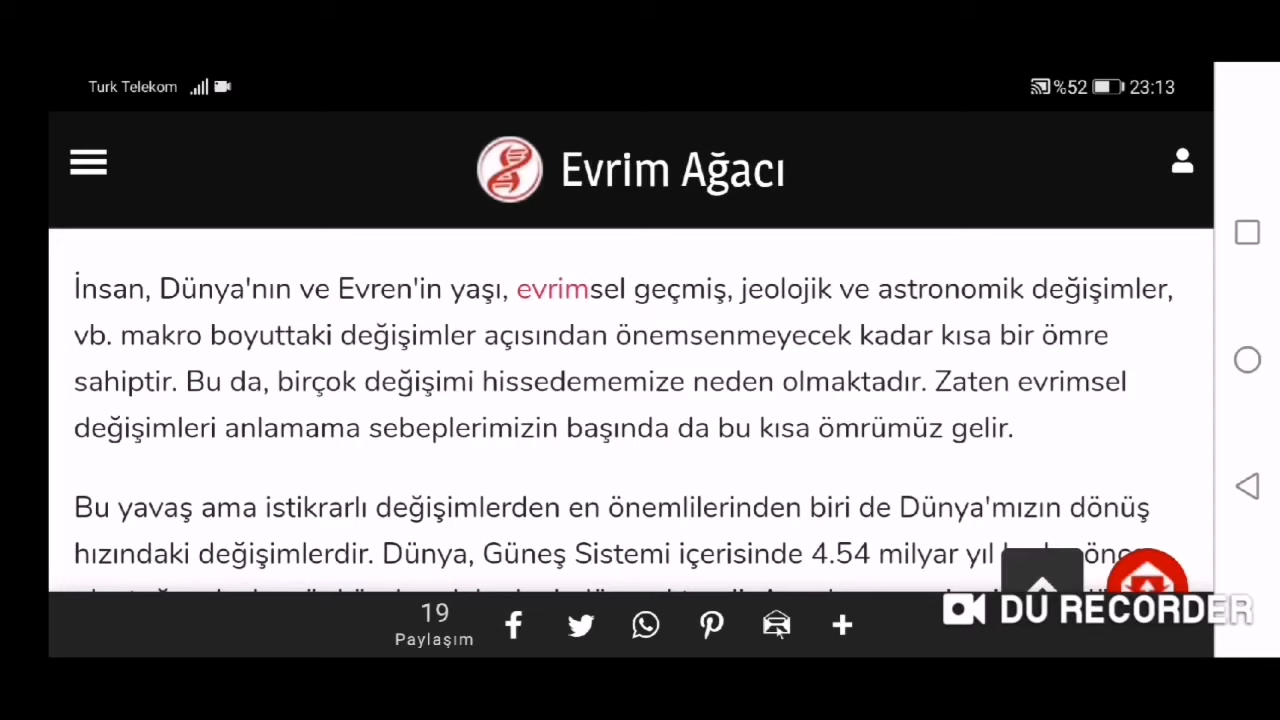 Turk Telekom
%52 23:13
Evrim Ağacı
İnsan, Dünya'nın ve Evren'in yaşı, evrimsel geçmiş, jeolojik ve astronomik değişimler,
vb. makro boyuttaki değişimler açısından önemsenmeyecek kadar kısa bir ömre
sahiptir. Bu da, birçok değişimi hissedememize neden olmaktadır. Zaten evrimsel
değişimleri anlamama sebeplerimizin başında da bu kısa ömrümüz gelir.
Bu yavaş ama istikrarlı değişimlerden en önemlilerinden biri de Dünya'mızın dönüş
hızındaki değişimlerdir. Dünya, Güneş Sistemi içerisinde 4.54 milyar yıl
19
Paylaşım
DU RECORDER